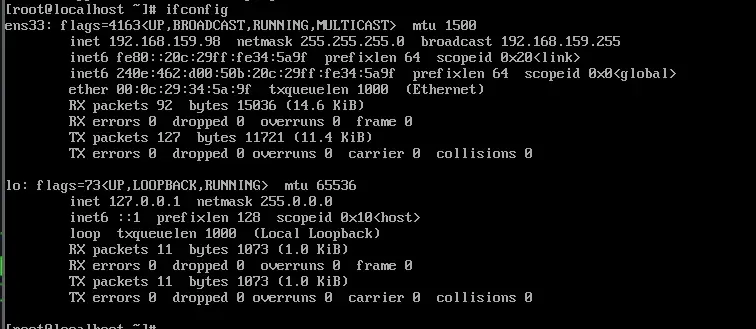 [root@localhost ~]# ifconfig
ens33: flags=4163<UP,BROADCAST,RUNNING,MULTICAST>  mtu 1500
        inet 192.168.159.98  netmask 255.255.255.0  broadcast 192.168.159.255
        inet6 fe80::20c:29ff:fe34:5a9f  prefixlen 64  scopeid 0x20<link>
        inet6 240e:462:d00:50b:20c:29ff:fe34:5a9f  prefixlen 64  scopeid 0x0<global>
        ether 00:0c:29:34:5a:9f  txqueuelen 1000  (Ethernet)
        RX packets 92  bytes 15036 (14.6 KiB)
        RX errors 0  dropped 0  overruns 0  frame 0
        TX packets 127  bytes 11721 (11.4 KiB)
        TX errors 0  dropped 0 overruns 0  carrier 0  collisions 0

lo: flags=73<UP,LOOPBACK,RUNNING>  mtu 65536
        inet 127.0.0.1  netmask 255.0.0.0
        inet6 ::1  prefixlen 128  scopeid 0x10<host>
        loop  txqueuelen 1000  (Local Loopback)
        RX packets 11  bytes 1073 (1.0 KiB)
        RX errors 0  dropped 0  overruns 0  frame 0
        TX packets 11  bytes 1073 (1.0 KiB)
        TX errors 0  dropped 0 overruns 0  carrier 0  collisions 0

[root@localhost ~]#